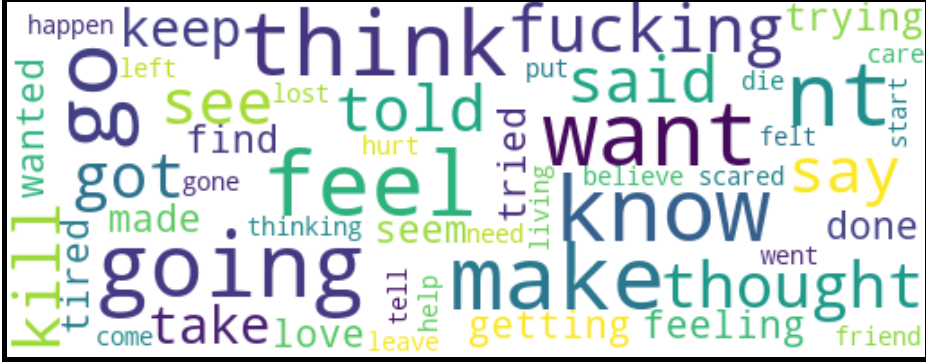 happen
keep
think
fucking
trying
go
left
put
said
care
wanted
see
lost
told
die
nt
start
find
tried
want
felt
hurt
got
gone
feel
believe
scared
say
living
know
made
thinking
seem
need
done
kill
tired
going
make
went
thought
tell
help
come
take
love
leave
getting
feeling
friend